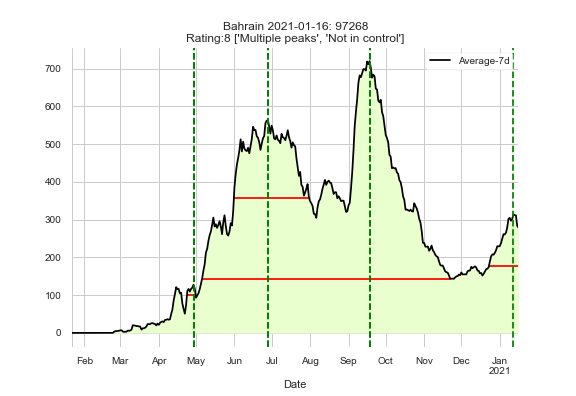 Bahrain 2021-01-16: 97268
Rating:8 ['Multiple peaks', 'Not in control']
Average-7d
700
600
500
400
300
200
100
0
Feb Mar Apr May Jun Jul Aug Sep Oct Nov Dec Jan
2021
Date